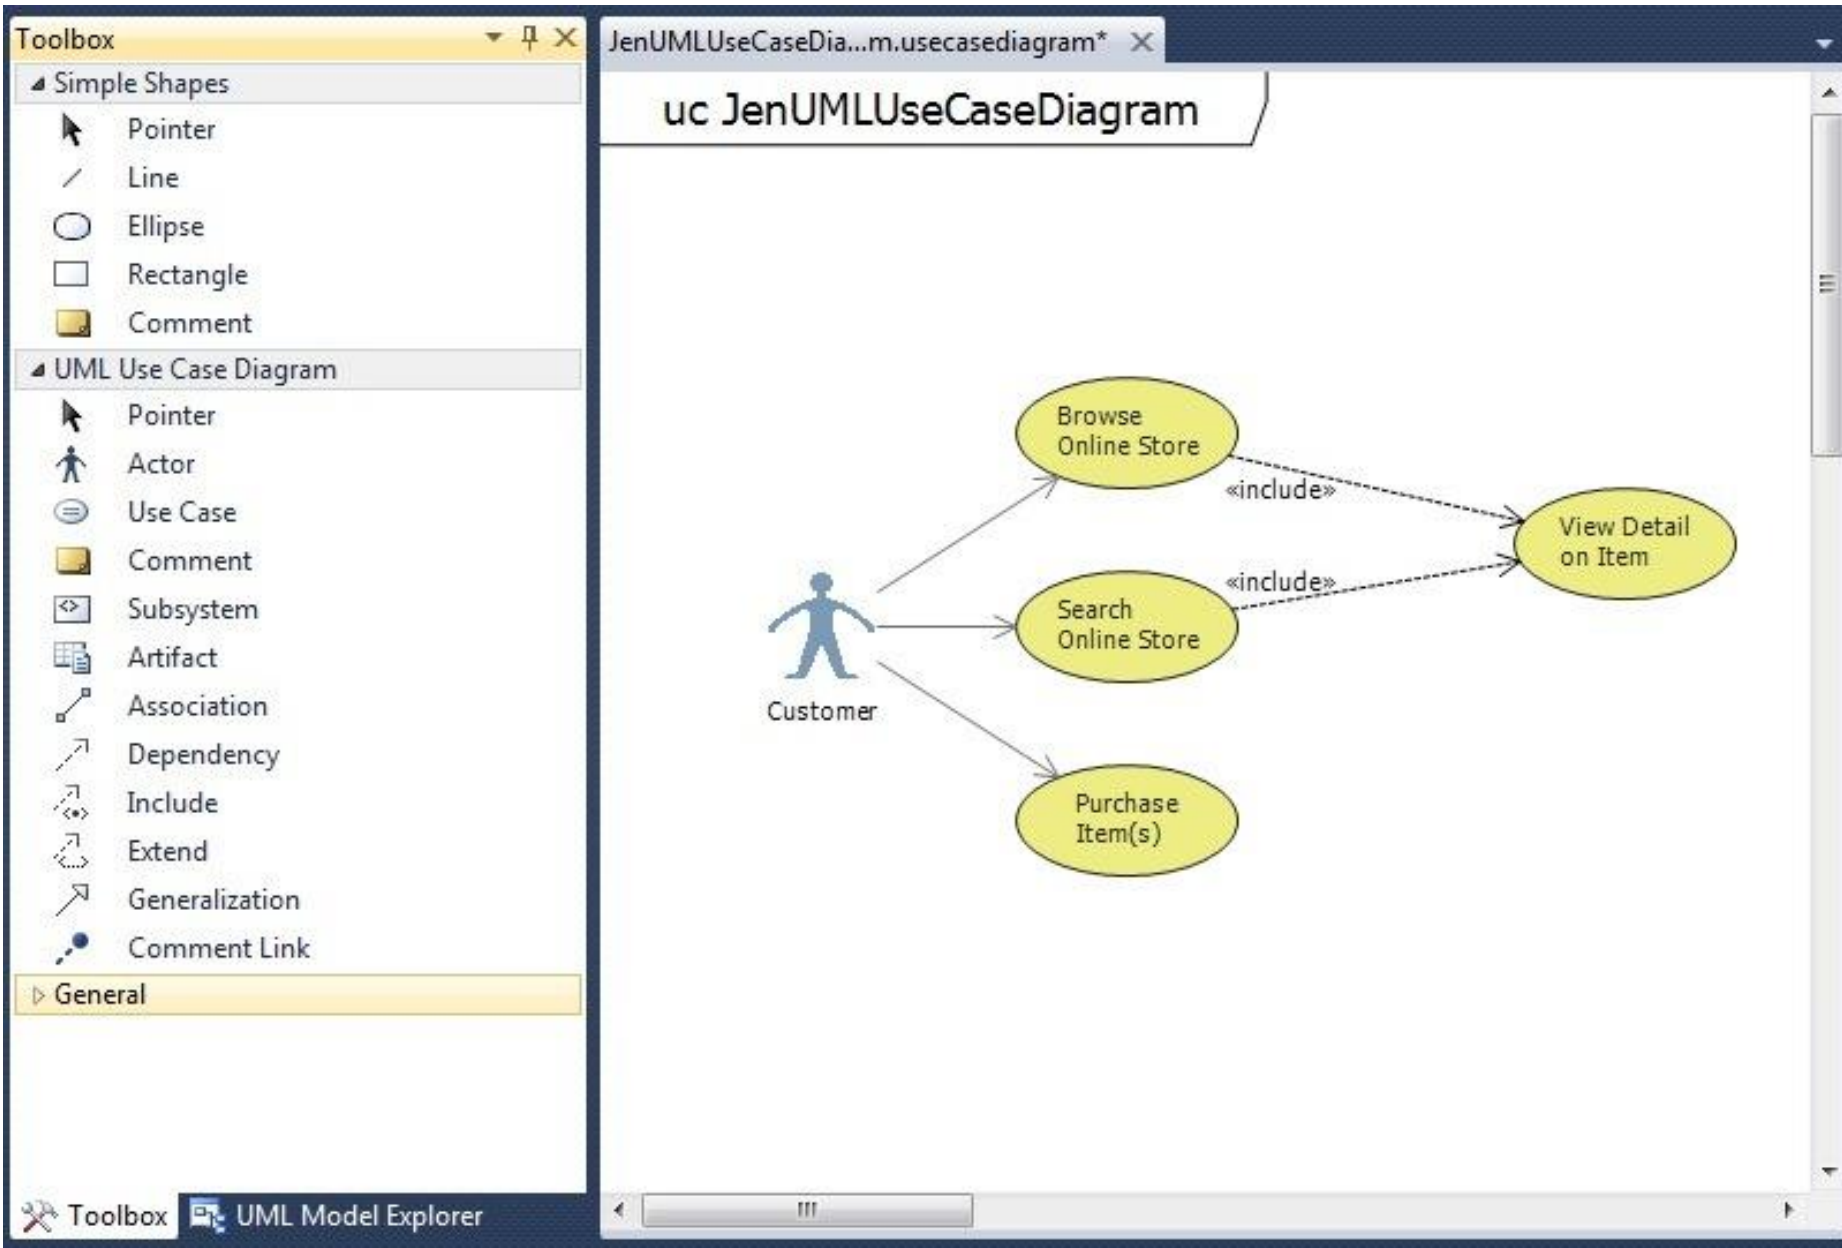 Toolbox
Simple Shapes
Pointer
Line
Ellipse
Rectangle
Comment
UML Use Case Diagram
Pointer
Actor
Use Case
Comment
Subsystem
Artifact
Association
Dependency
Include
Extend
Generalization
Comment Link
General
Toolbox
UML Model Explorer
JenUMLUseCaseDia...m.usecasediagram*
uc JenUMLUseCaseDiagram
Browse
Online Store
«include»
View Detail
on Item
«include»
Search
Online Store
Customer
Purchase
Item(s)